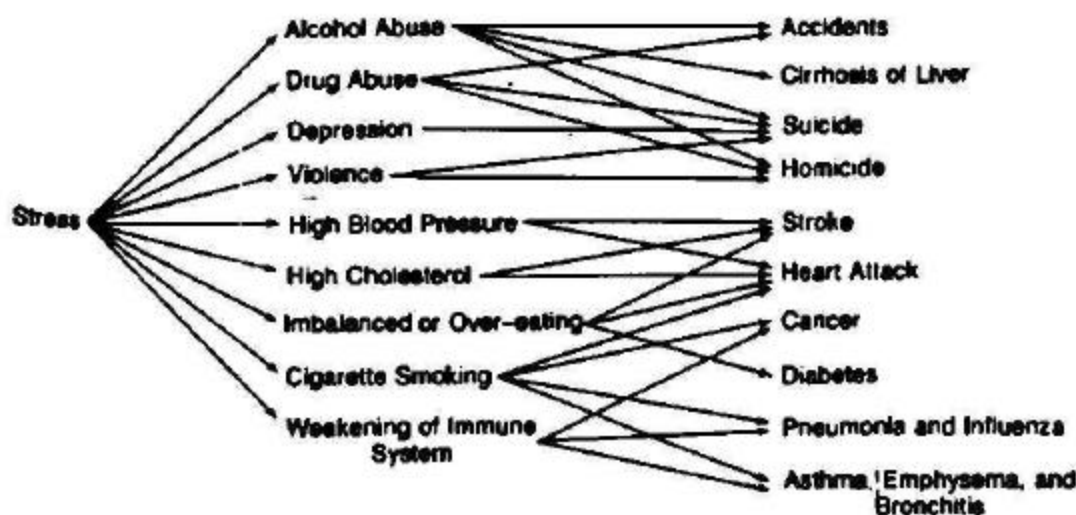 Alcohol Abuse
Accidents
Drug Abuse
Cirrhosis of Liver
Depression
Suicide
Violence
Homicide
Stress
High Blood Pressure
Stroke
High Cholesterol
Heart Attack
Imbalanced or Over-eating
Cancer
Cigarette Smoking
Diabetes
Weakening of Immune
System
Pneumonia and Influenza
Asthma, Emphysema, and
Bronchitis